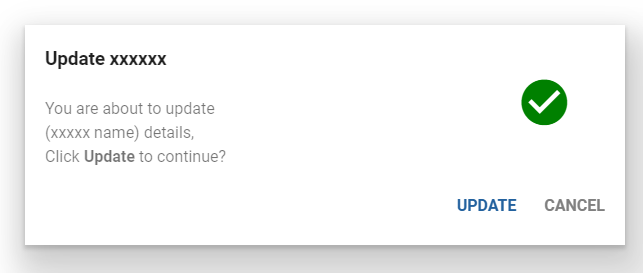 Update xxxxxx
You are about to update
(xxxxx name) details,
Click Update to continue?
UPDATE CANCEL